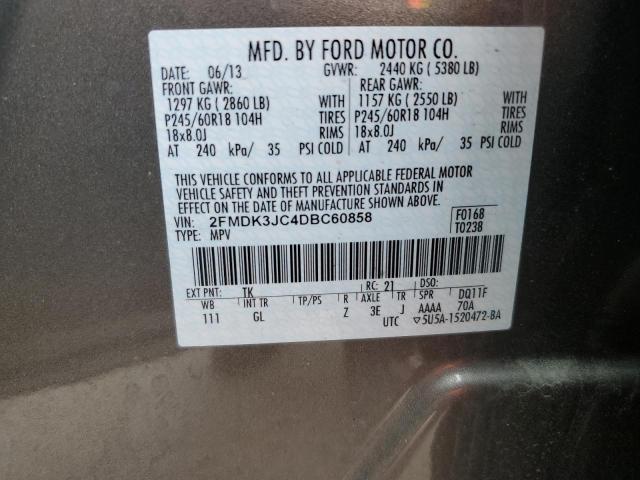 MFD. BY FORD MOTOR CO.
DATE: 06/13 GVWR: 2440 KG ( 5380 LB)
FRONT GAWR: REAR GAWR:
1297 KG ( 2860 LB) WITH 1157 KG ( 2550 LB) WITH
P245/60R18 104H TIRES P245/60R18 104H TIRES
18x8.0J RIMS 18x8.0J RIMS
AT 240 kPa/ 35 PSI COLD AT 240 kPa/ 35 PSI COLD
THIS VEHICLE CONFORMS TO ALL APPLICABLE FEDERAL MOTOR
VEHICLE SAFETY AND THEFT PREVENTION STANDARDS IN
EFFECT ON THE DATE OF MANUFACTURE SHOWN ABOVE.
VIN: 2FMDK3JC4DBC60858 F0168
TYPE: MPV T0238
EXT PNT: TK RC: 21 DSO:
WB INT TR TP/PS R AXLE TR SPR DQ11F
111 GL Z 3E J AAAA 70A
UTC ▽5U5A-1520472-BA